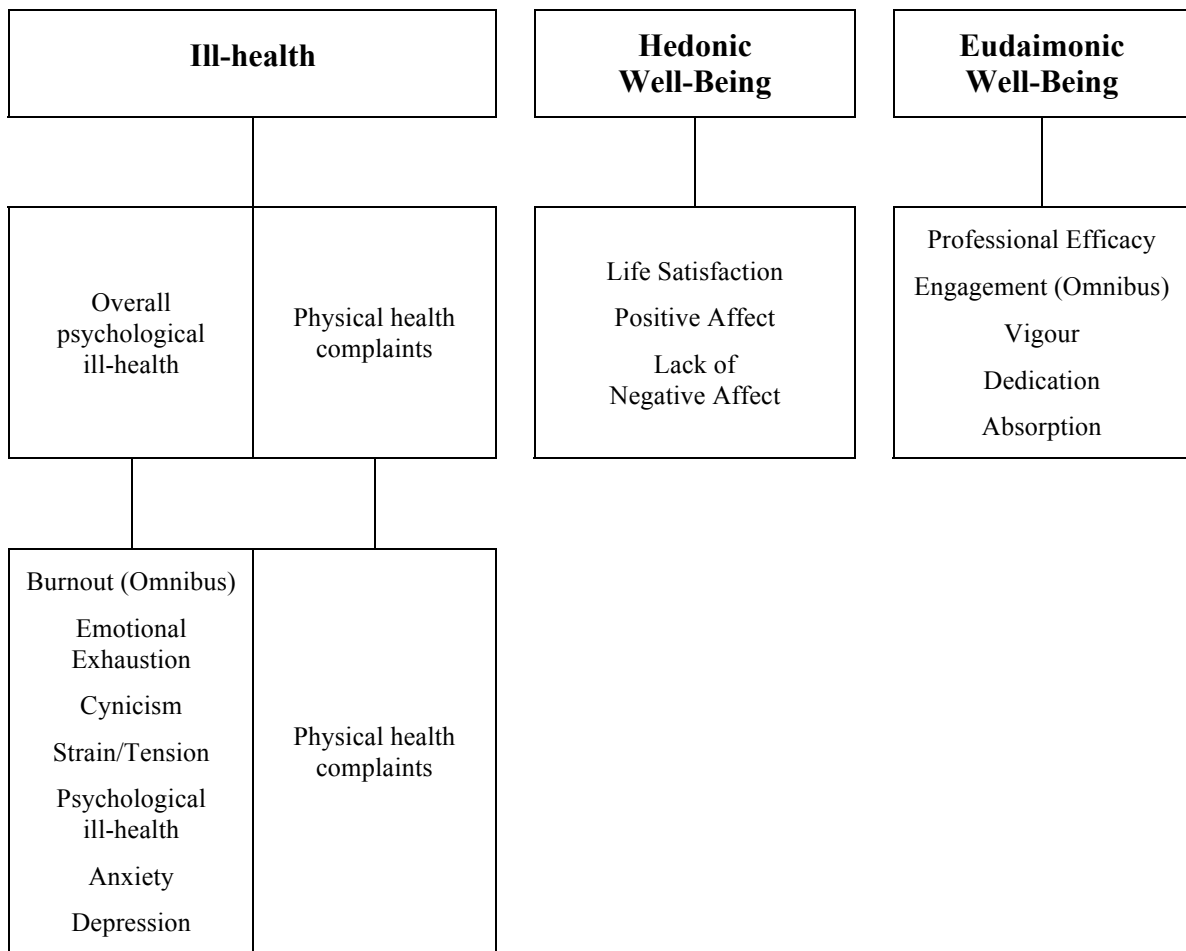 Ill-health
Hedonic
Well-Being
Eudaimonic
Well-Being
Overall
psychological
ill-health
Physical health
complaints
Life Satisfaction
Positive Affect
Lack of
Negative Affect
Professional Efficacy
Engagement (Omnibus)
Vigour
Dedication
Absorption
Burnout (Omnibus)
Emotional
Exhaustion
Cynicism
Strain/Tension
Psychological
ill-health
Anxiety
Depression
Physical health
complaints